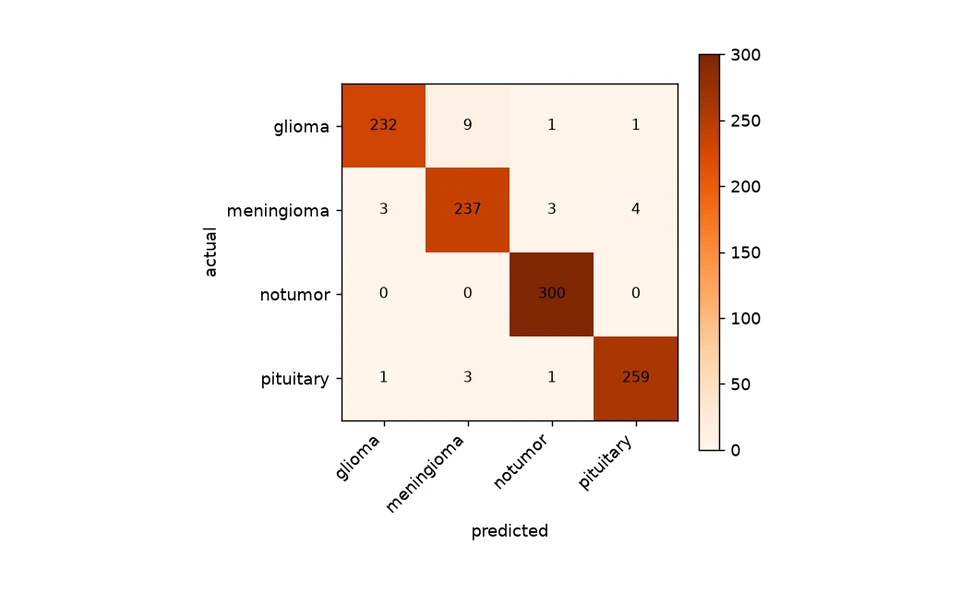 300
250
200
150
100
50
0
glioma 232 9 1 1
meningioma 3 237 3 4
notumor 0 0 300 0
pituitary 1 3 1 259
actual
glioma meningioma notumor pituitary
predicted